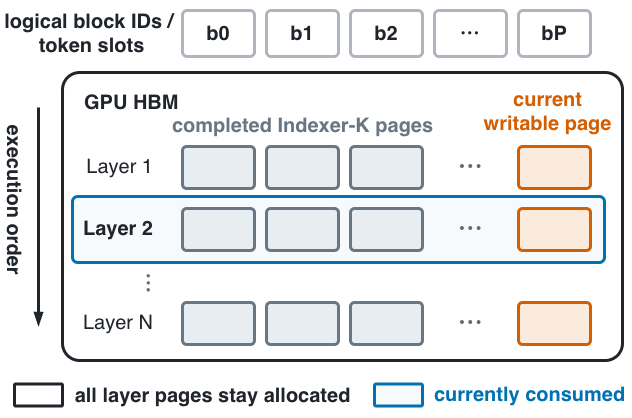 logical block IDs /
token slots
b0 b1 b2 ... bP
GPU HBM
completed Indexer-K pages
current
writable page
execution order
Layer 1 ...
Layer 2 ...
⋮
Layer N ...
all layer pages stay allocated
currently consumed